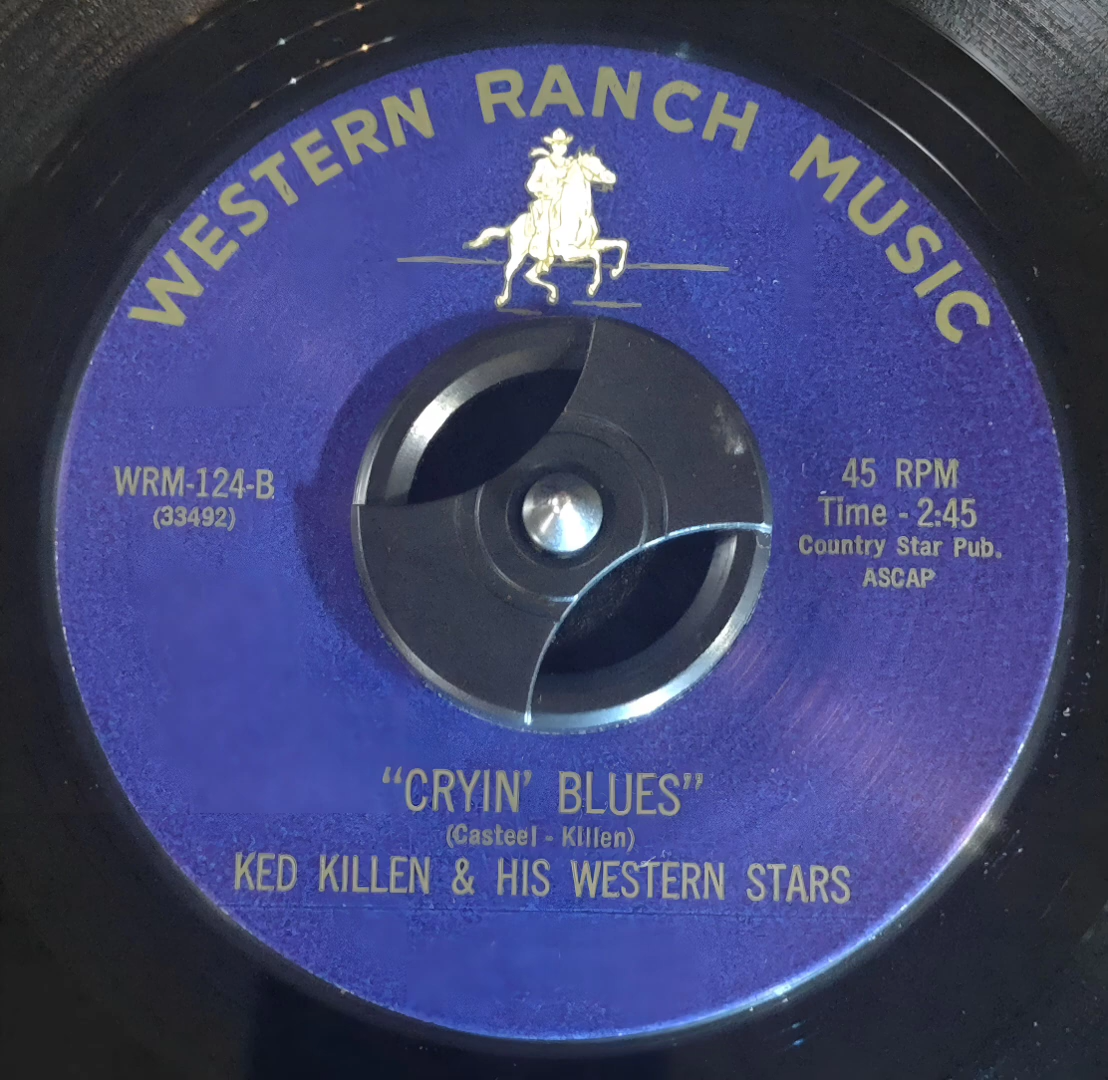 WESTERN RANCH MUSIC
WRM-124-B
(33492)
45 RPM
Time - 2:45
Country Star Pub.
ASCAP
"CRYIN' BLUES"
(Casteel - Killen)
KED KILLEN & HIS WESTERN STARS